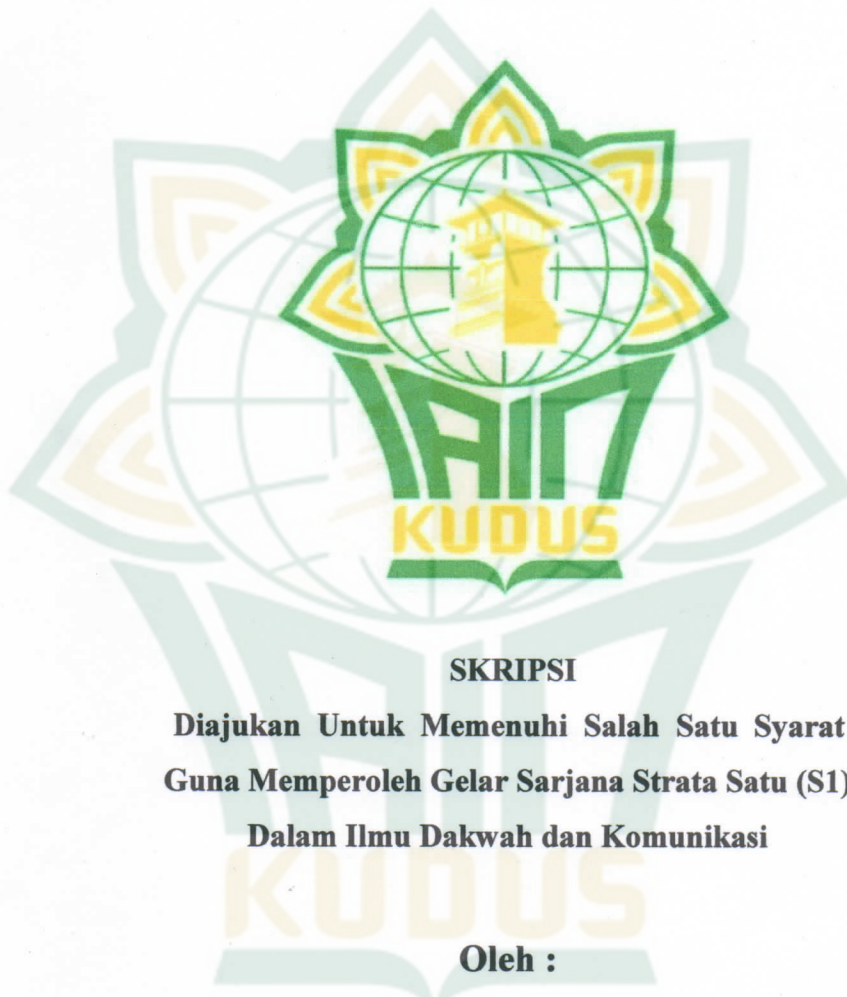 IAIN
KUDUS
SKRIPSI
Diajukan Untuk Memenuhi Salah Satu Syarat
Guna Memperoleh Gelar Sarjana Strata Satu (S1)
Dalam Ilmu Dakwah dan Komunikasi
KUDUS
Oleh :